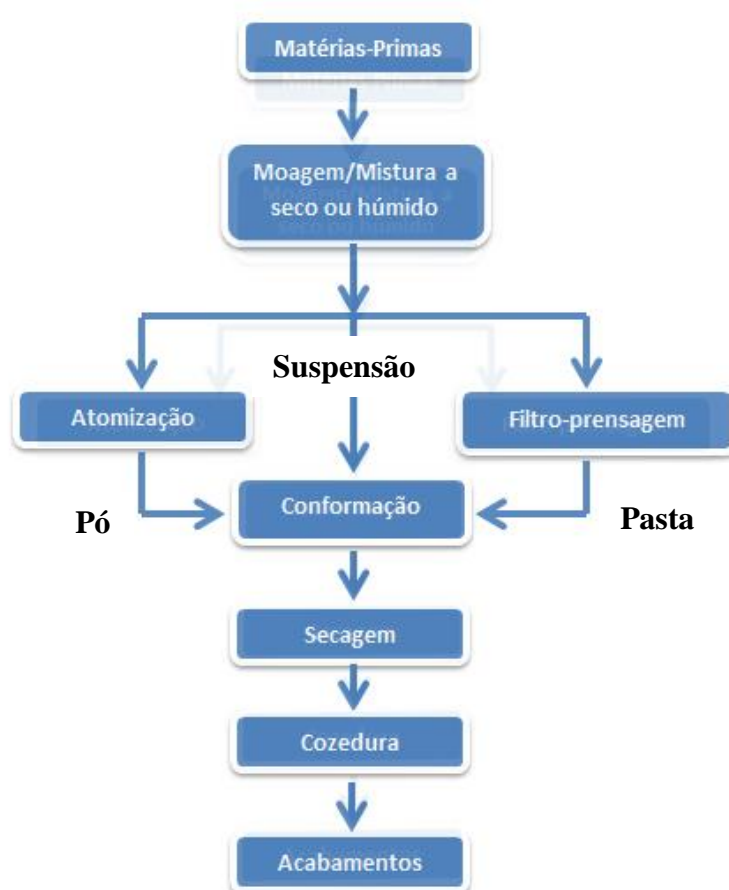 Matérias-Primas
Moagem/Mistura a
seco ou húmido
Suspensão
Atomização
Filtro-prensagem
Pó
Conformação
Pasta
Secagem
Cozedura
Acabamentos